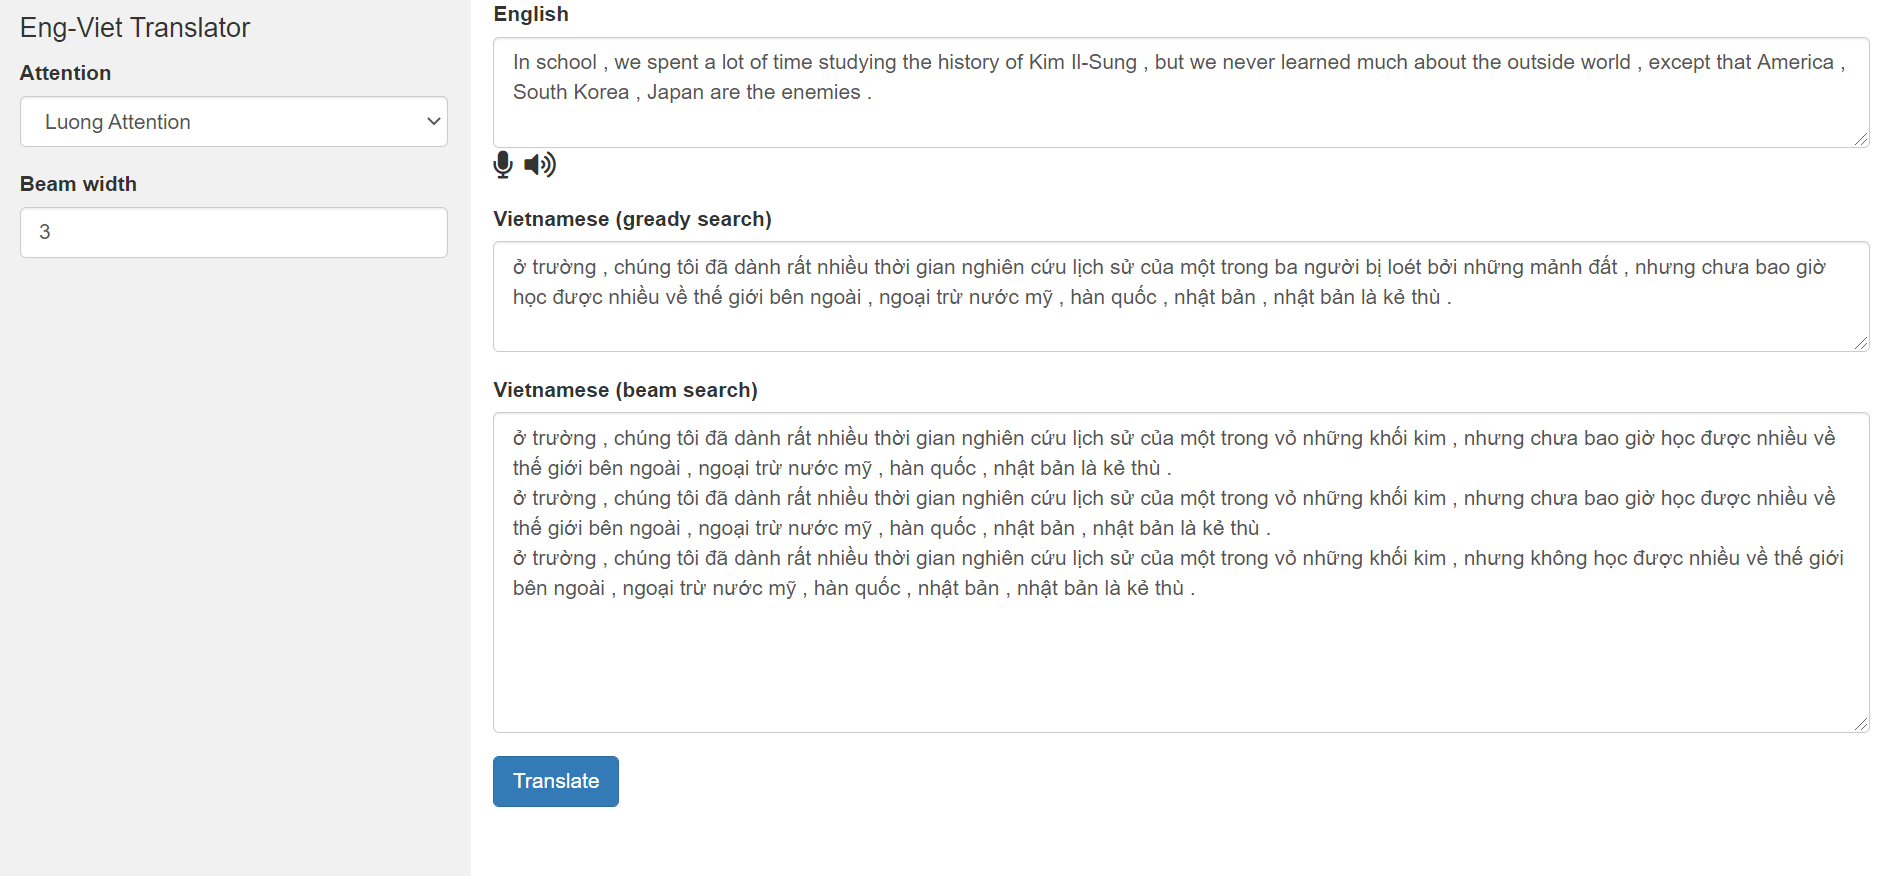 Eng-Viet Translator
Attention
Luong Attention
Beam width
3
English
In school , we spent a lot of time studying the history of Kim Il-Sung , but we never learned much about the outside world , except that America ,
South Korea , Japan are the enemies .
Vietnamese (gready search)
ở trường , chúng tôi đã dành rất nhiều thời gian nghiên cứu lịch sử của một trong ba người bị loét bởi những mảnh đất , nhưng chưa bao giờ
học được nhiều về thế giới bên ngoài , ngoại trừ nước mỹ , hàn quốc , nhật bản , nhật bản là kẻ thù .
Vietnamese (beam search)
ở trường , chúng tôi đã dành rất nhiều thời gian nghiên cứu lịch sử của một trong vỏ những khối kim , nhưng chưa bao giờ học được nhiều về
thế giới bên ngoài , ngoại trừ nước mỹ , hàn quốc , nhật bản là kẻ thù .
ở trường , chúng tôi đã dành rất nhiều thời gian nghiên cứu lịch sử của một trong vỏ những khối kim , nhưng chưa bao giờ học được nhiều về
thế giới bên ngoài , ngoại trừ nước mỹ , hàn quốc , nhật bản , nhật bản là kẻ thù .
ở trường , chúng tôi đã dành rất nhiều thời gian nghiên cứu lịch sử của một trong vỏ những khối kim , nhưng không học được nhiều về thế giới
bên ngoài , ngoại trừ nước mỹ , hàn quốc , nhật bản , nhật bản là kẻ thù .
Translate